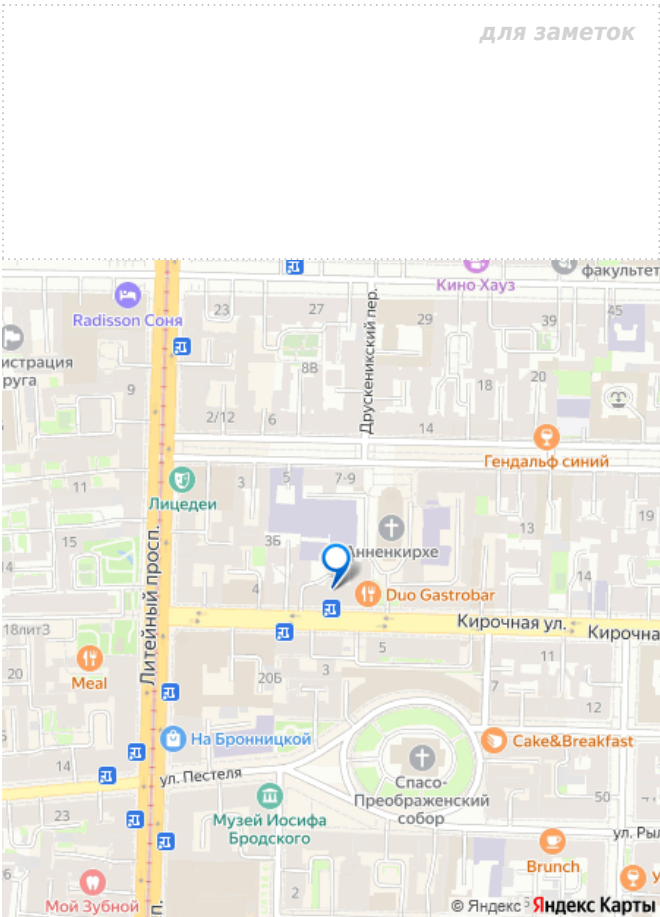 для заметок
факультет
Кино Хауз
Radisson Соня
23
27
Друскеникский пер.
29
39
45
истрация
руга
8В
9
18
20
2/12
6
14
Гендальф синий
Лицедеи
11
3
5
7-9
Литейный просп.
15
3Б
Анненкирхе
13
19
4
Duo Gastrobar
14
Кирочная ул.
Кирочна
18лит3
20
Meal
5
11
20Б
3
7
12
На Бронницкой
Cake&Breakfast
14
ул. Пестеля
Спасо-
Преображенский
собор
50
23
Музей Иосифа
Бродского
ул. Рыл
Brunch
2
Мой Зубной
2
п.
У
5
© Яндекс Яндекс Карты